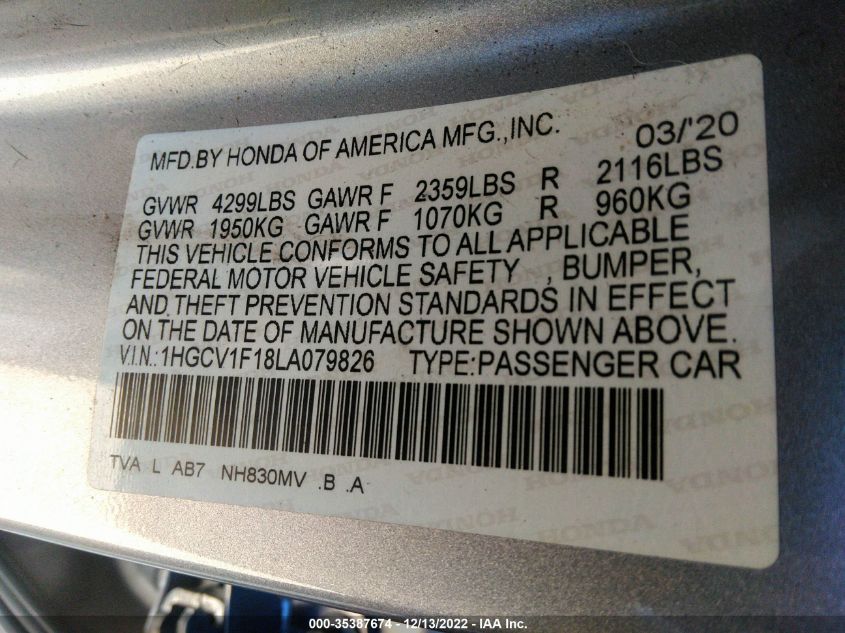 MFD.BY HONDA OF AMERICA MFG.,INC. 03/'20
GVWR 4299LBS GAWR F 2359LBS R 2116LBS
GVWR 1950KG GAWR F 1070KG R 960KG
THIS VEHICLE CONFORMS TO ALL APPLICABLE
FEDERAL MOTOR VEHICLE SAFETY , BUMPER,
AND THEFT PREVENTION STANDARDS IN EFFECT
ON THE DATE OF MANUFACTURE SHOWN ABOVE.
V.I.N.:1HGCV1F18LA079826 TYPE:PASSENGER CAR
TVA L AB7 NH830MV .B .A
HONDA HONDA HONDA
000-35387674 - 12/13/2022 - IAA Inc.